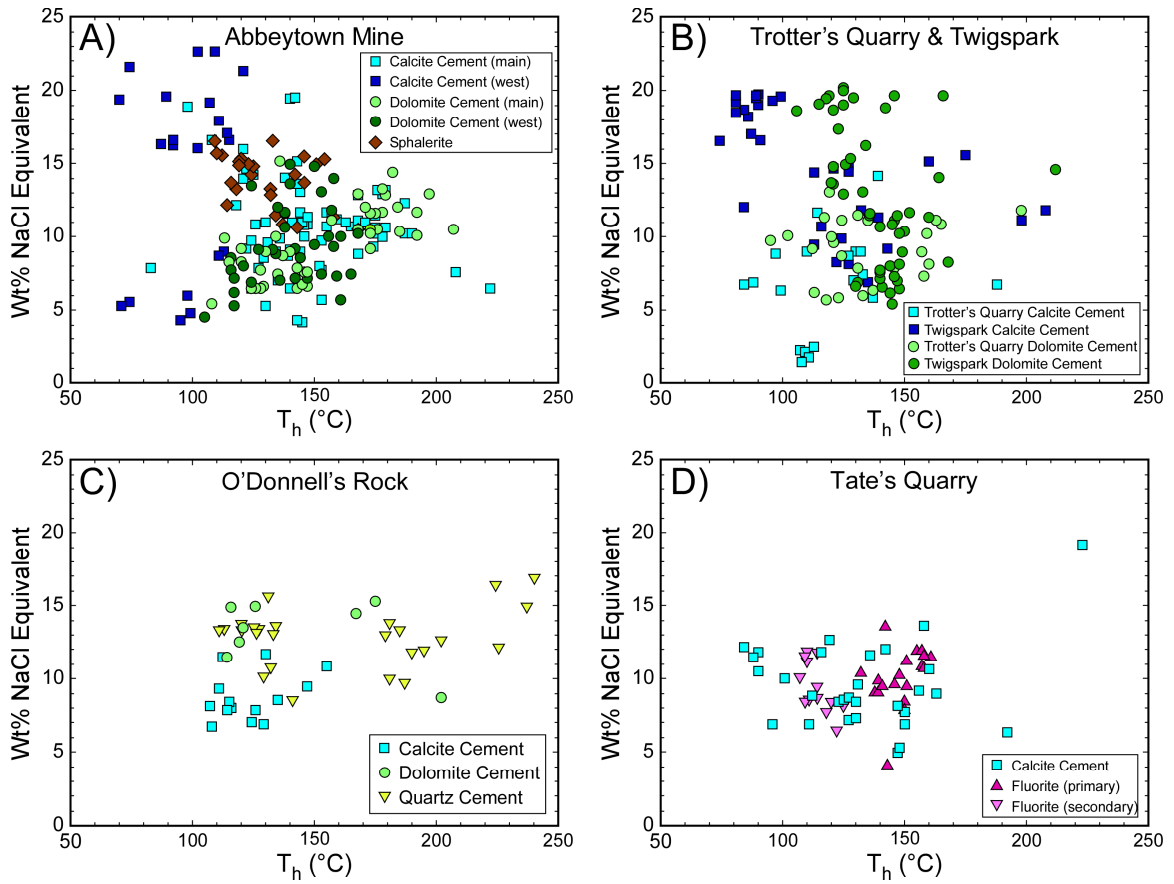 A)
Abbeytown Mine
Calcite Cement (main)
Calcite Cement (west)
Dolomite Cement (main)
Dolomite Cement (west)
Sphalerite
25
20
15
10
5
0
Wt% NaCl Equivalent
50 100 150 200 250
Th (°C)
B)
Trotter's Quarry & Twigspark
25
20
15
10
5
0
Wt% NaCl Equivalent
Trotter's Quarry Calcite Cement
Twigspark Calcite Cement
Trotter's Quarry Dolomite Cement
Twigspark Dolomite Cement
50 100 150 200 250
Th (°C)
C)
O'Donnell's Rock
25
20
15
10
5
0
Wt% NaCl Equivalent
Calcite Cement
Dolomite Cement
Quartz Cement
50 100 150 200 250
Th (°C)
D)
Tate's Quarry
25
20
15
10
5
0
Wt% NaCl Equivalent
Calcite Cement
Fluorite (primary)
Fluorite (secondary)
50 100 150 200 250
Th (°C)